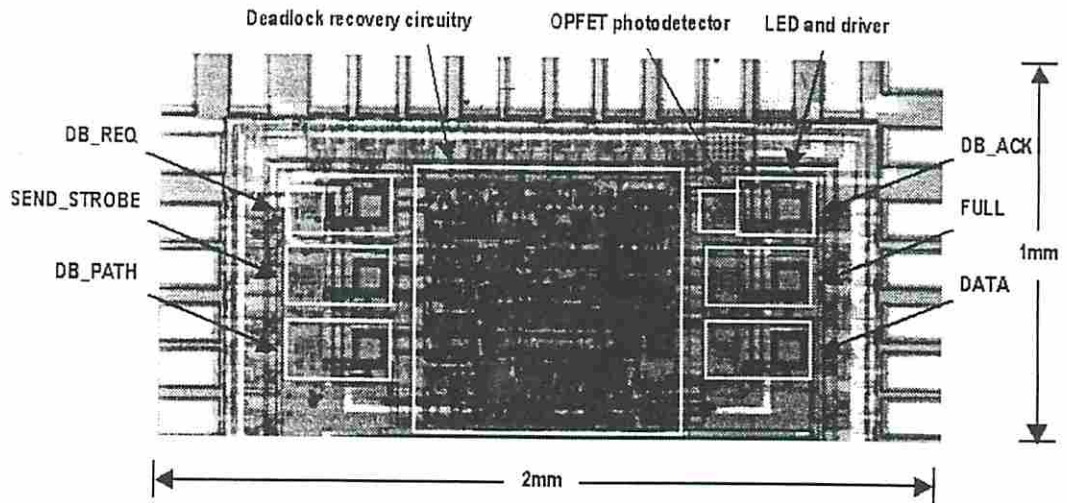 Deadlock recovery circuitry
OPFET photodetector
LED and driver
DB_REQ
DB_ACK
SEND_STROBE
FULL
DB_PATH
1mm
DATA
2mm